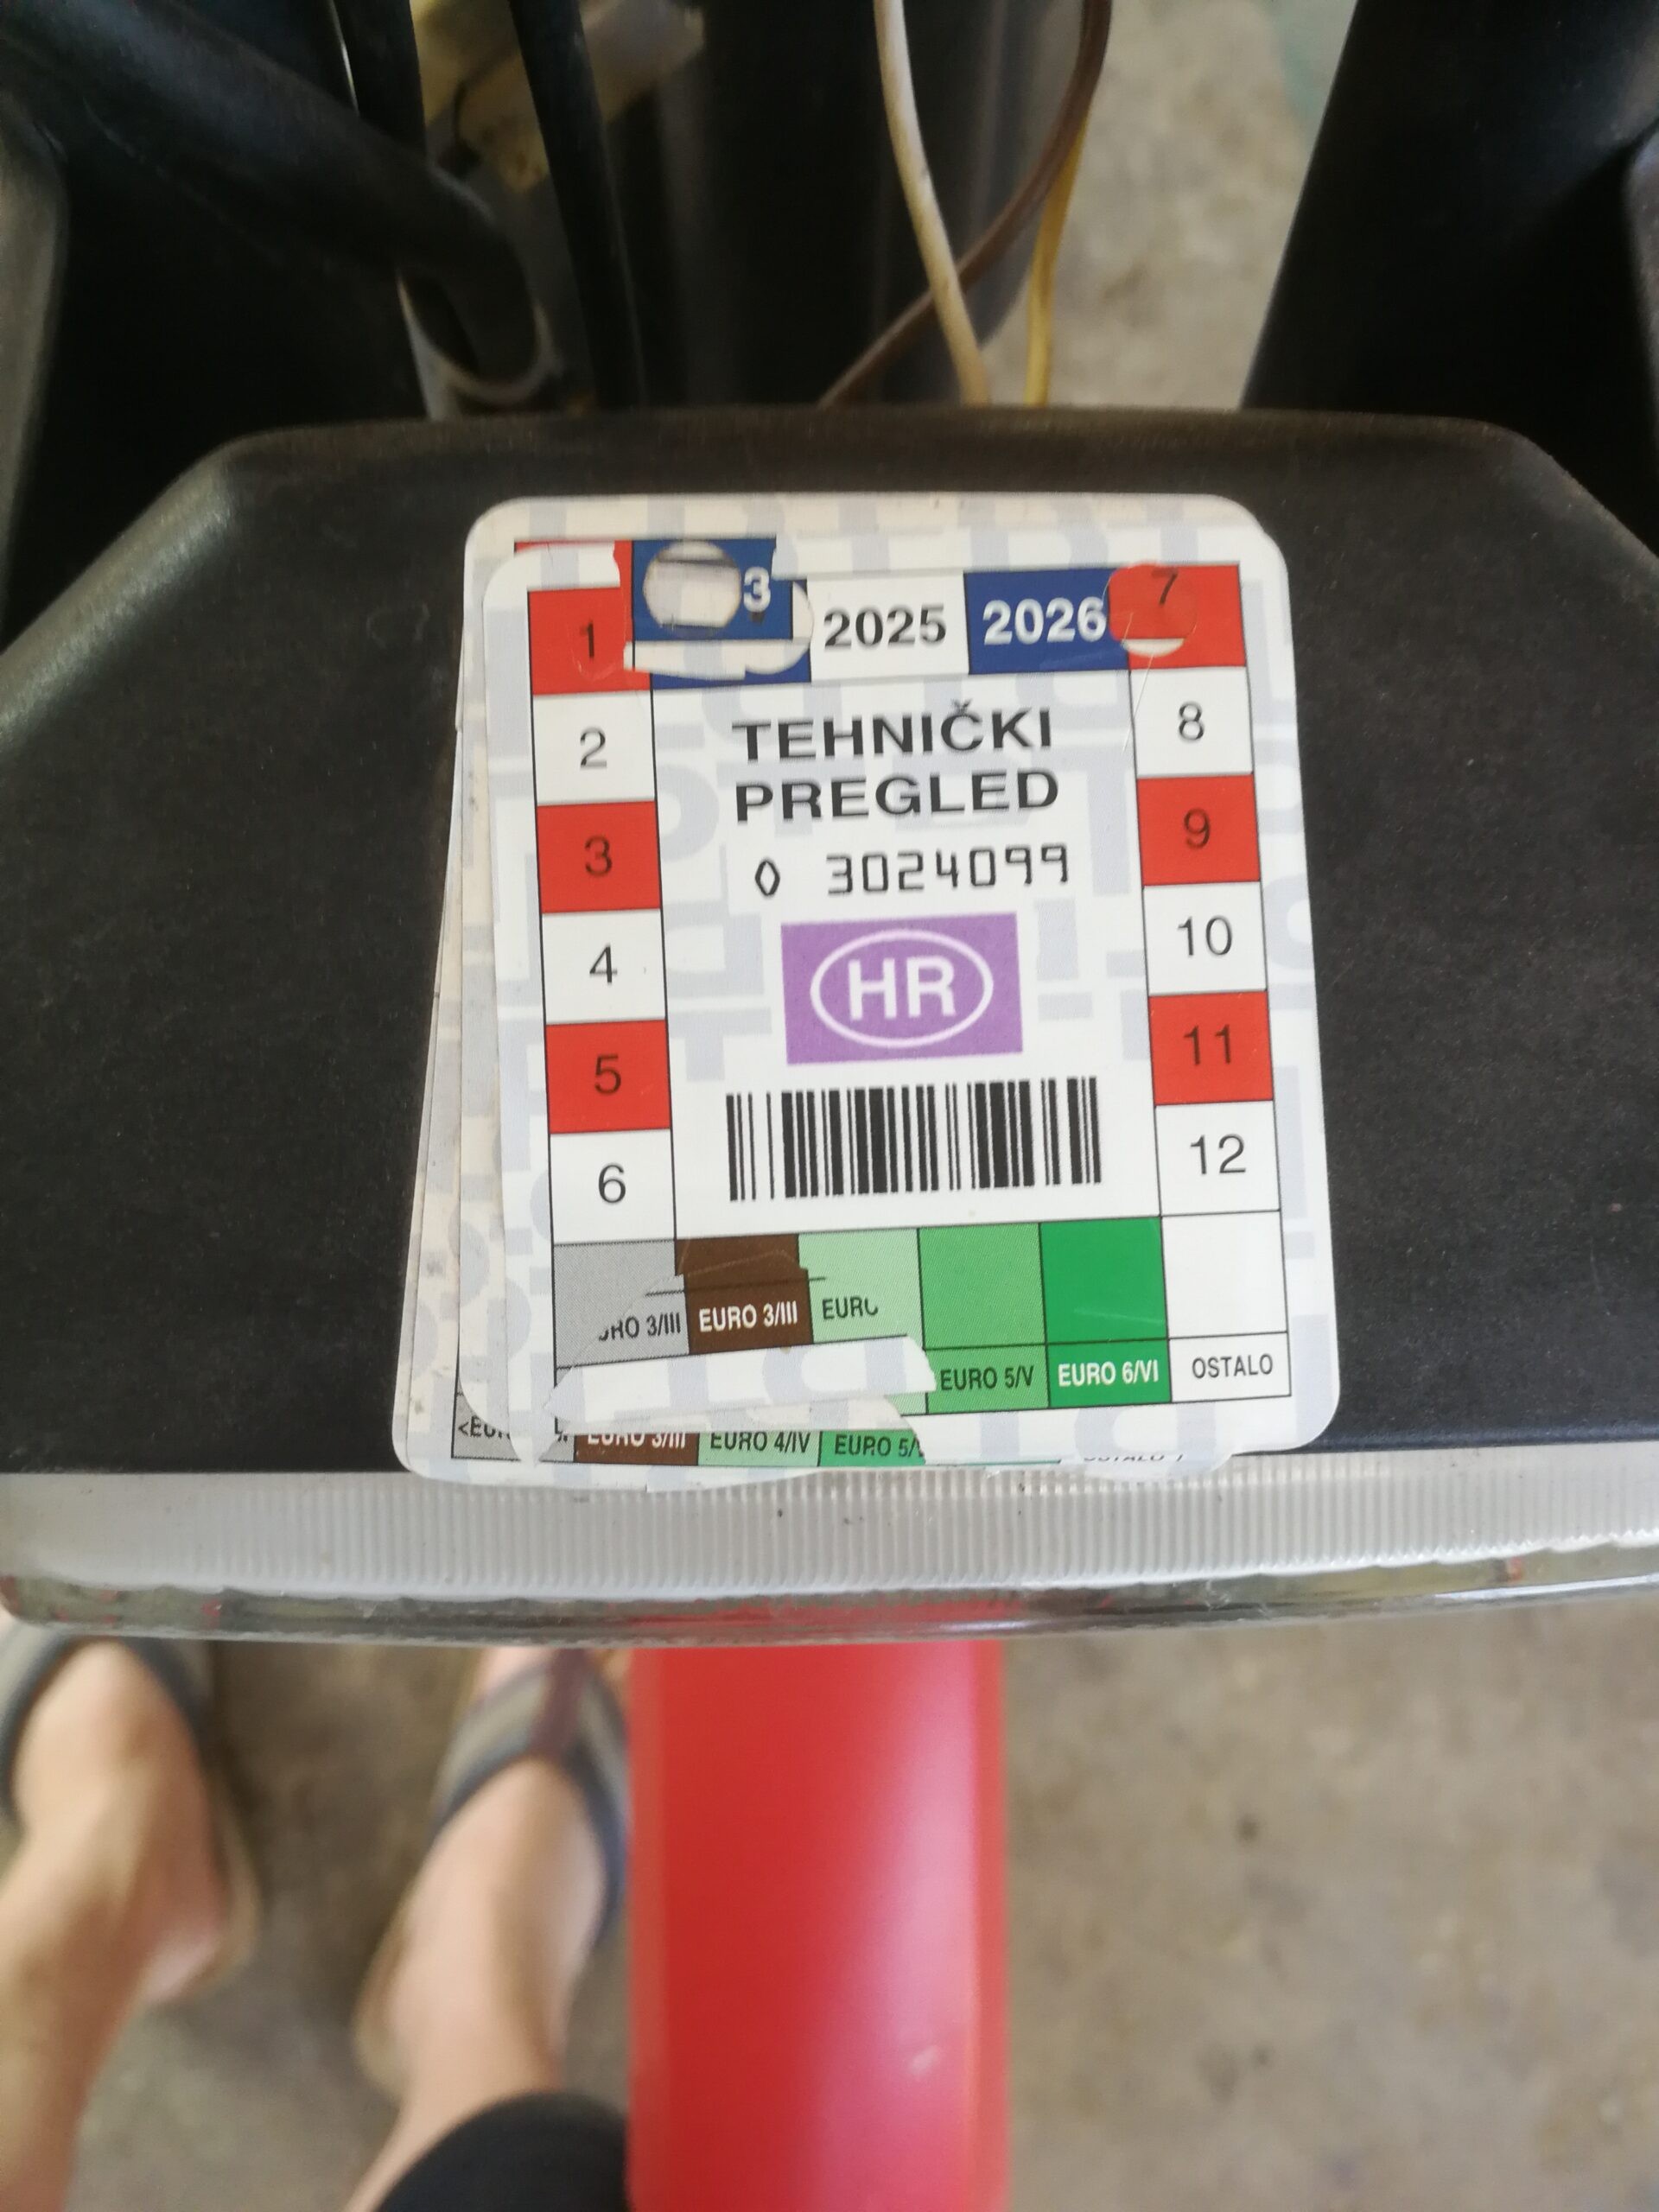 3 2025 2026 7
1
2 TEHNIČKI 8
3 PREGLED 9
0 3024099
4 HR 10
5 11
6 12
3/III EURO 3/III
EURO 5/V EURO 6/VI OSTALO
EURO 3/III EURO 4/IV EURO 5/